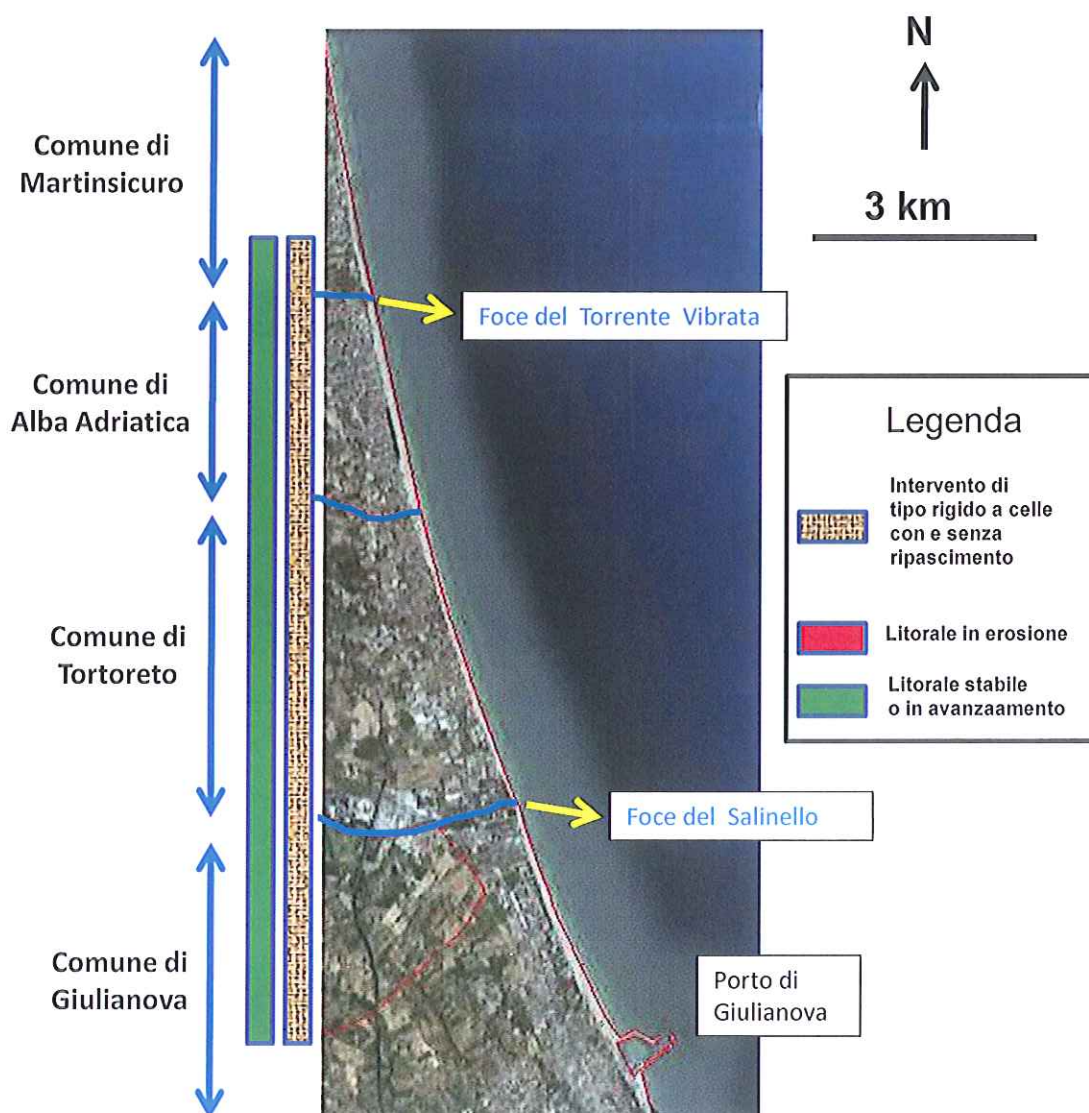 N
3 km
Comune di
Martinsicuro
Foce del Torrente Vibrata
Comune di
Alba Adriatica
Legenda
Intervento di
tipo rigido a celle
con e senza
ripascimento
Litorale in erosione
Litorale stabile
o in avanzaamento
Comune di
Tortoreto
Foce del Salinello
Comune di
Giulianova
Porto di
Giulianova